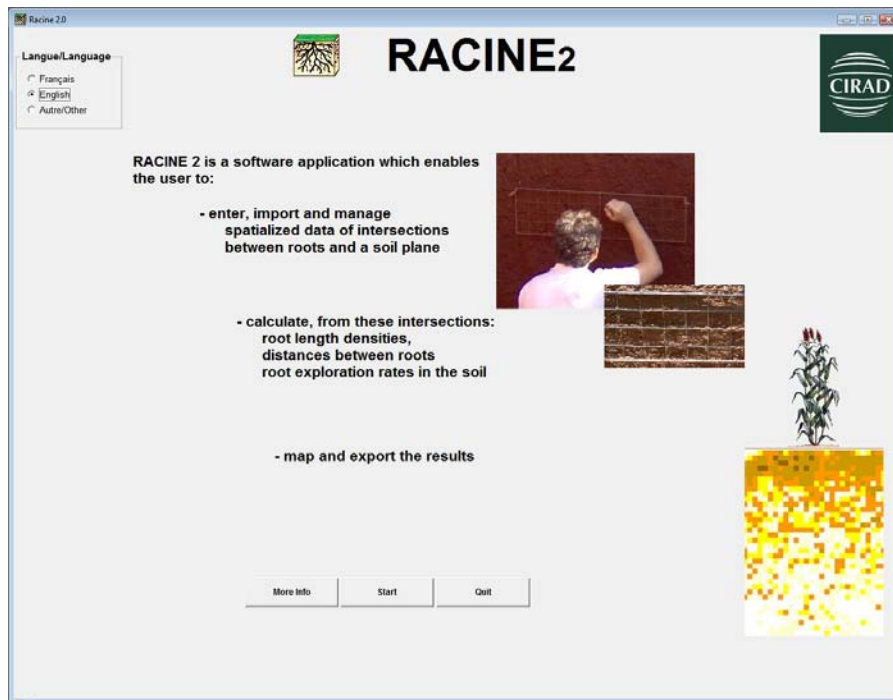 Racine 2.0
Langue/Language
Français
English
Autre/Other
RACINE2
CIRAD
RACINE 2 is a software application which enables
the user to:
- enter, import and manage
spatialized data of intersections
between roots and a soil plane
- calculate, from these intersections:
root length densities,
distances between roots
root exploration rates in the soil
- map and export the results
More Info
Start
Quit